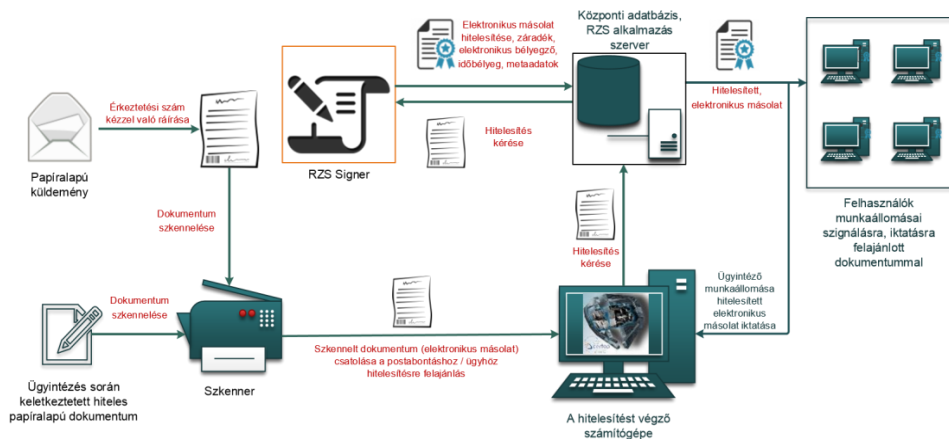 Elektronikus másolat
hitelesítése, záradék,
elektronikus bélyegző,
időbélyeg, metaadatok
Központi adatbázis,
RZS alkalmazás
szerver
Érkeztetési szám
kézzel való ráírása
Hitelesített,
elektronikus másolat
Hitelesítés
kérése
Papíralapú
küldemény
RZS Signer
Felhasználók
munkaállomásai
szignálásra, iktatásra
felajánlott
dokumentummal
Dokumentum
szkennelése
Hitelesítés
kérése
Ügyintéző
munkaállomása
hitelesített
elektronikus
másolat iktatása
Dokumentum
szkennelése
Szkennelt dokumentum (elektronikus másolat)
csatolása a postabontáshoz / ügyhöz
hitelesítésre felajánlás
Ügyintézés során
keletkeztetett hiteles
papíralapú dokumentum
Szkenner
A hitelesítést végző
számítógépe